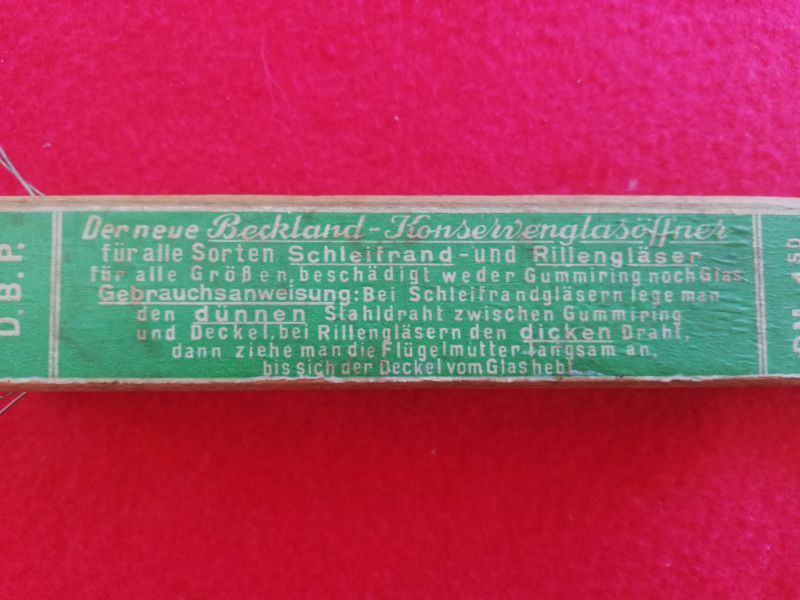 D.B.P.
Der neue Beckland-Konservenglasöffner
für alle Sorten Schleifrand- und Rillengläser
für alle Größen, beschädigt weder Gummiring noch Glas.
Gebrauchsanweisung: Bei Schleifrandgläsern lege man
den dünnen Stahldraht zwischen Gummiring
und Deckel, bei Rillengläsern den dicken Draht,
dann ziehe man die Flügelmutter langsam an,
bis sich der Deckel vom Glas hebt